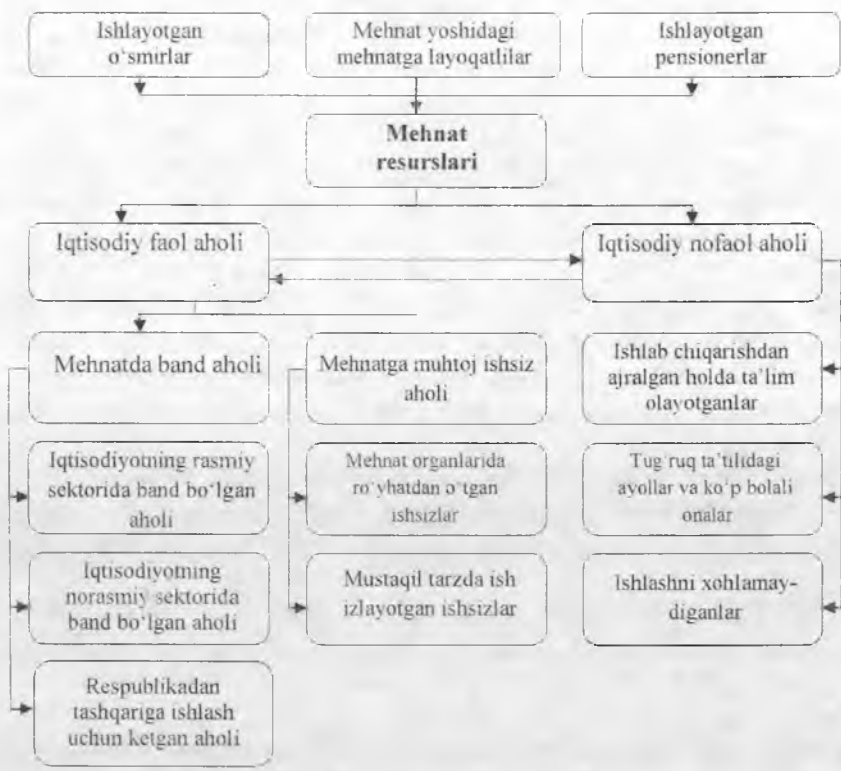 Ishlayotgan
o‘smirlar
Mehnat yoshidagi
mehnatga layoqatlilar
Ishlayotgan
pensionerlar
Mehnat
resurslari
Iqtisodiy faol aholi
Iqtisodiy nofaol aholi
Mehnatda band aholi
Mehnatga muhtoj ishsiz
aholi
Ishlab chiqarishdan
ajralgan holda ta’lim
olayotganlar
Iqtisodiyotning rasmiy
sektorida band bo‘lgan
aholi
Mehnat organlarida
ro‘yhatdan o‘tgan
ishsizlar
Tug‘ruq ta’tilidagi
ayollar va ko‘p bolali
onalar
Iqtisodiyotning
norasmiy sektorida
band bo‘lgan aholi
Mustaqil tarzda ish
izlayotgan ishsizlar
Ishlashni xohlamay-
diganlar
Respublikadan
tashqariga ishlash
uchun ketgan aholi